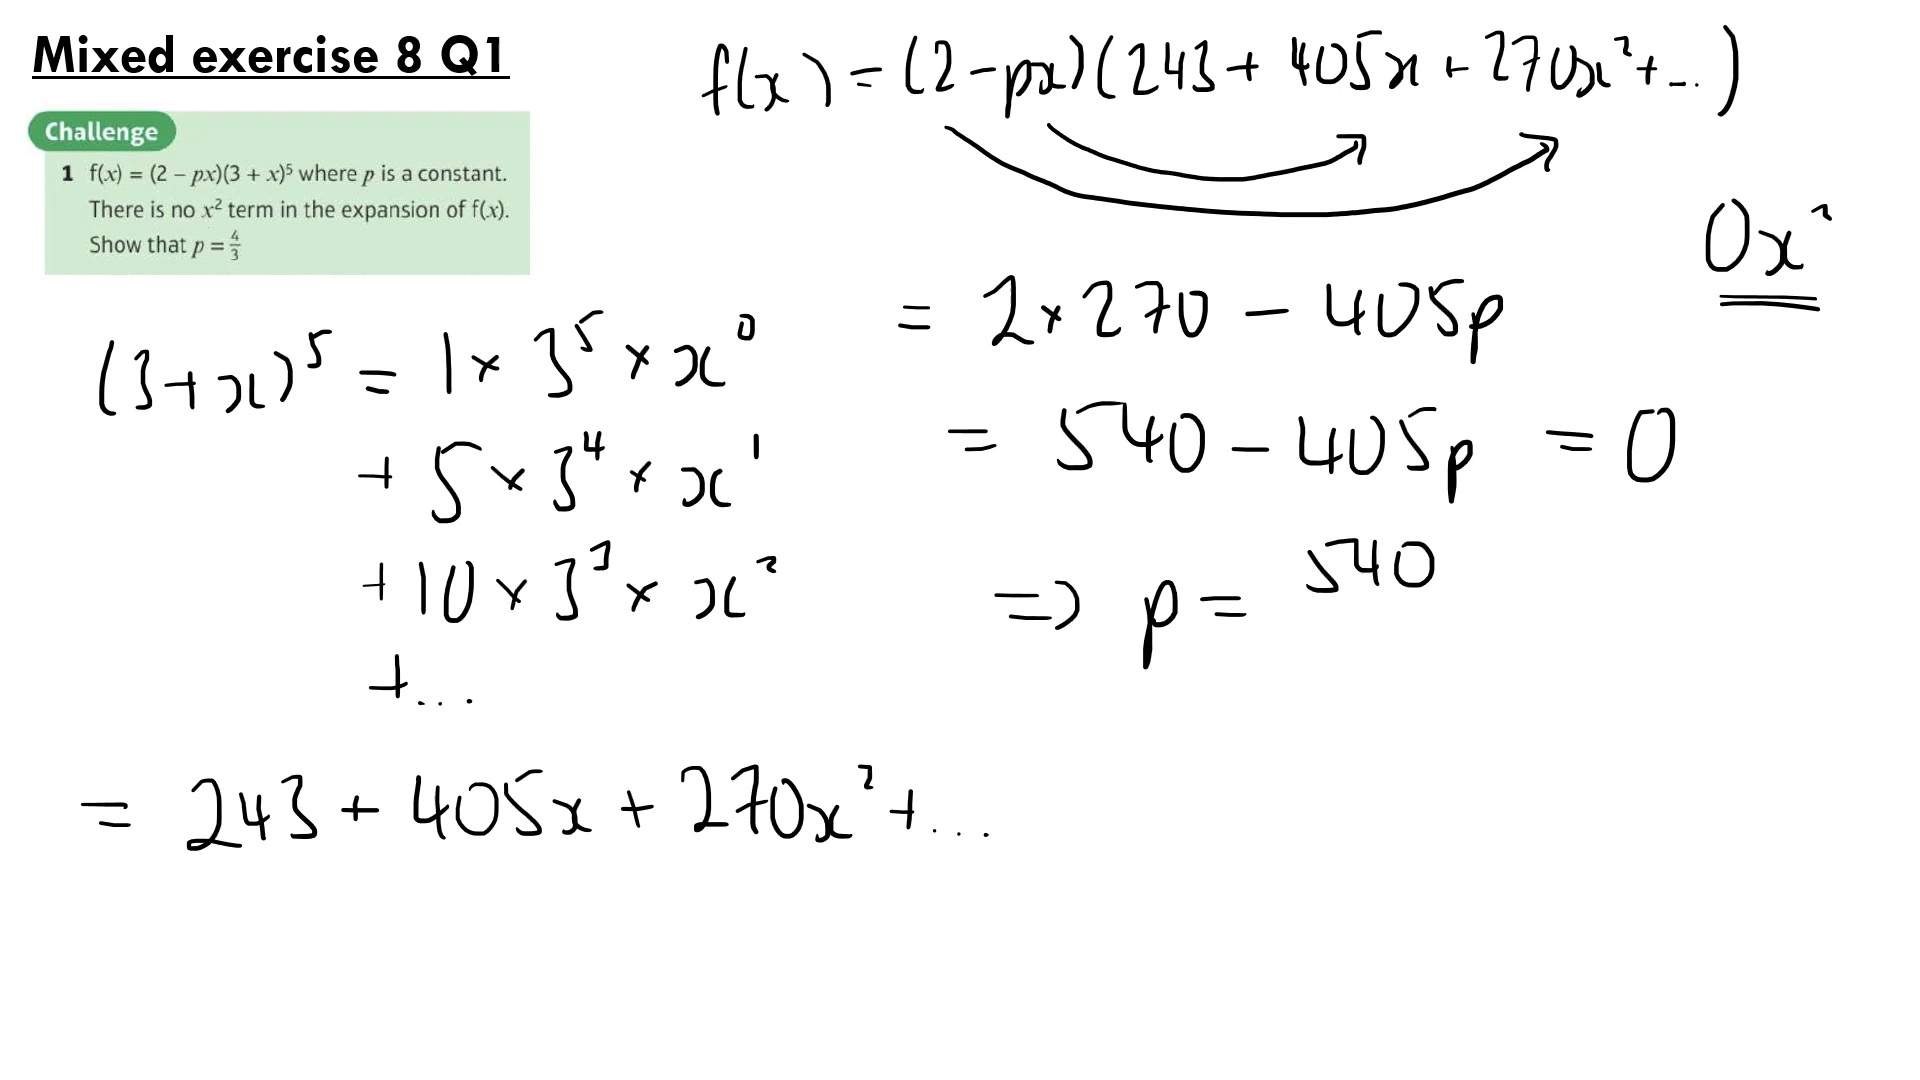 Mixed exercise 8 Q1
Challenge
1 f(x) = (2 – px)(3 + x)⁵ where p is a constant.
There is no x² term in the expansion of f(x).
Show that p = 4/3
(3+x)⁵ = 1 × 3⁵ × x⁰
+ 5 × 3⁴ × x¹
+ 10 × 3³ × x²
+...
= 243 + 405x + 270x² + ...
f(x) = (2-px)(243 + 405x + 270x² + ...)
0x²
= 2×270 - 405p
= 540 - 405p = 0
=> p = 540